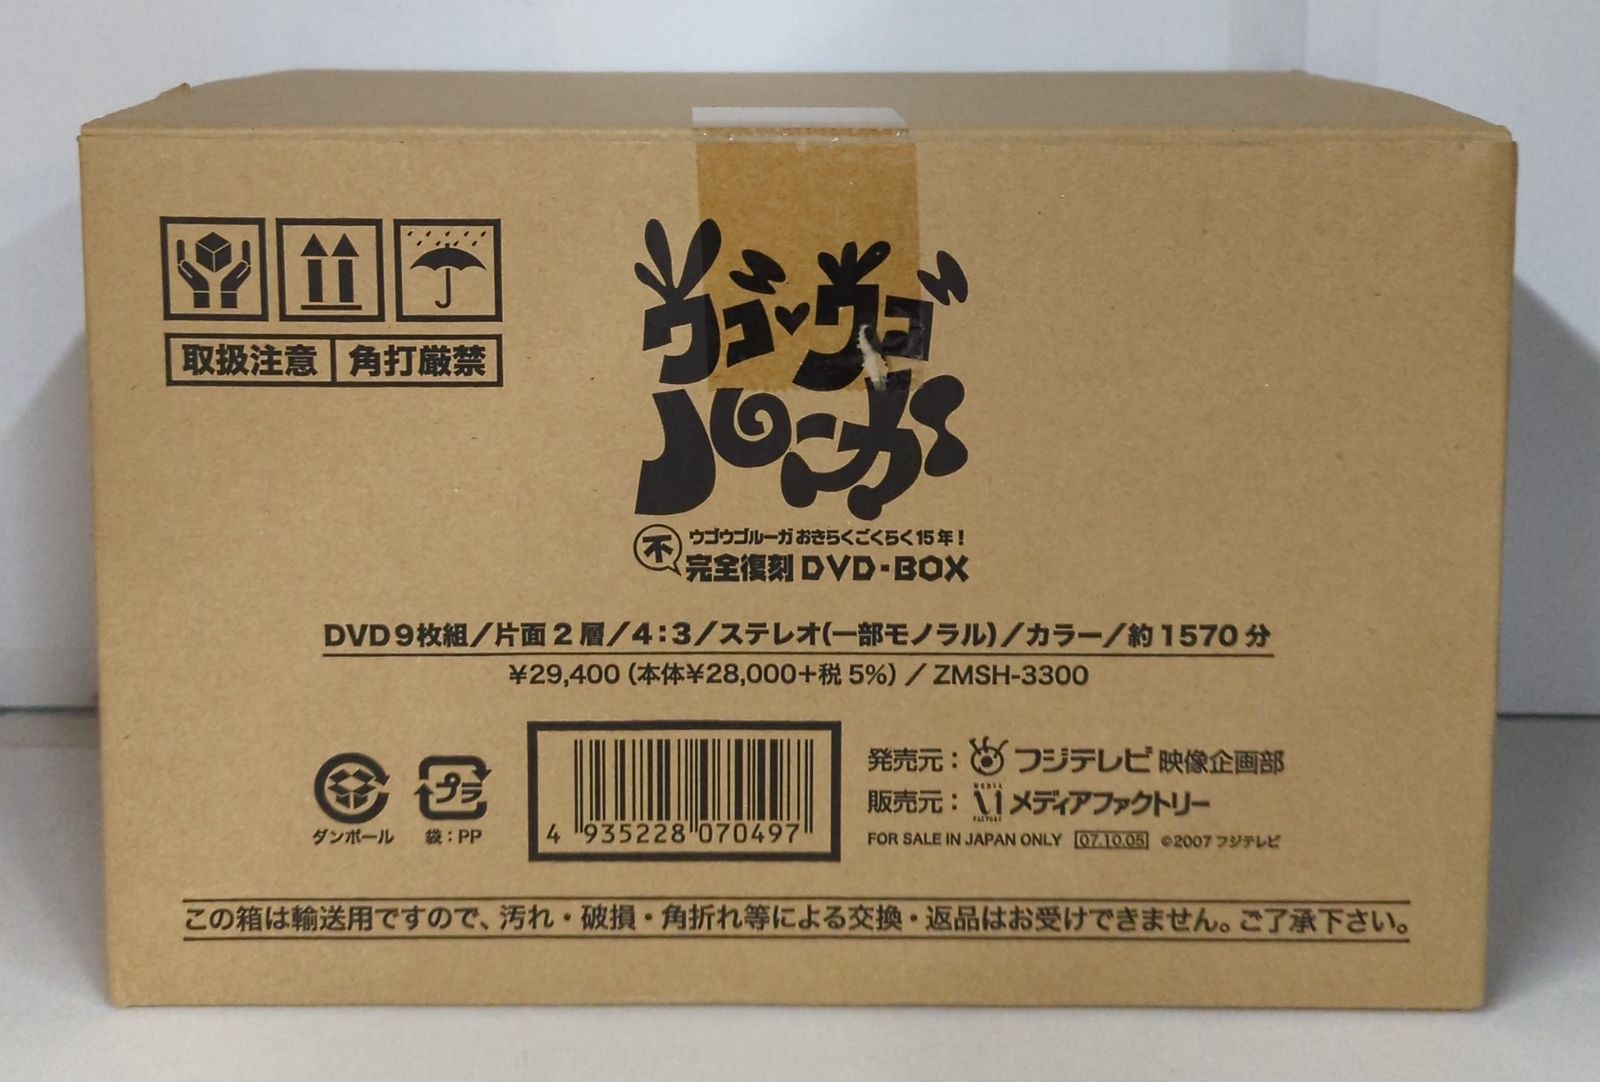 取扱注意 角打厳禁
ウゴ♥ウゴ
ルーガ
不 ウゴウゴルーガおきらくごくらく15年!
完全復刻 DVD-BOX
DVD9枚組/片面2層/4:3/ステレオ(一部モノラル)/カラー/約1570分
¥29,400(本体¥28,000+税5%)/ZMSH-3300
ダンボール
プラ
袋:PP
4 935228 070497
発売元: フジテレビ 映像企画部
販売元: MEDIA FACTORY メディアファクトリー
FOR SALE IN JAPAN ONLY 07.10.05 ©2007 フジテレビ
この箱は輸送用ですので、汚れ・破損・角折れ等による交換・返品はお受けできません。ご了承下さい。